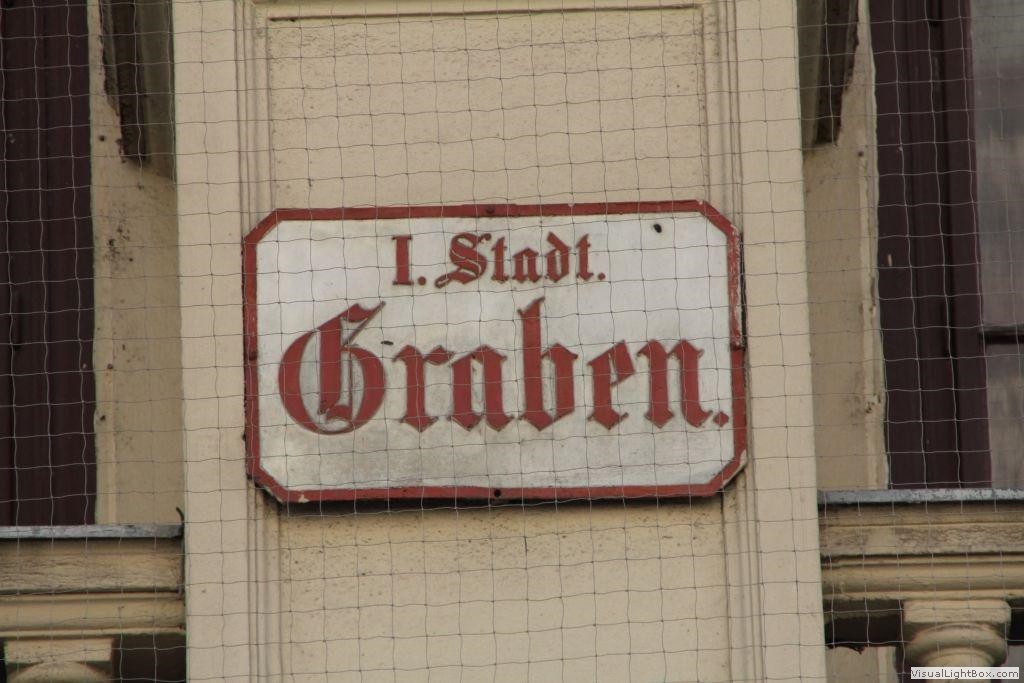 I. Stadt.
Graben.
VisualLightBox.com